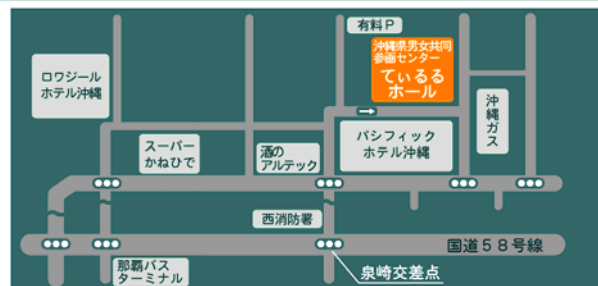 有料P
沖縄県男女共同
参画センター
ているる
ホール
ロワジール
ホテル沖縄
沖縄ガス
スーパー
かねひで
酒の
アルテック
パシフィック
ホテル沖縄
西消防署
国道58号線
那覇バス
ターミナル
泉崎交差点